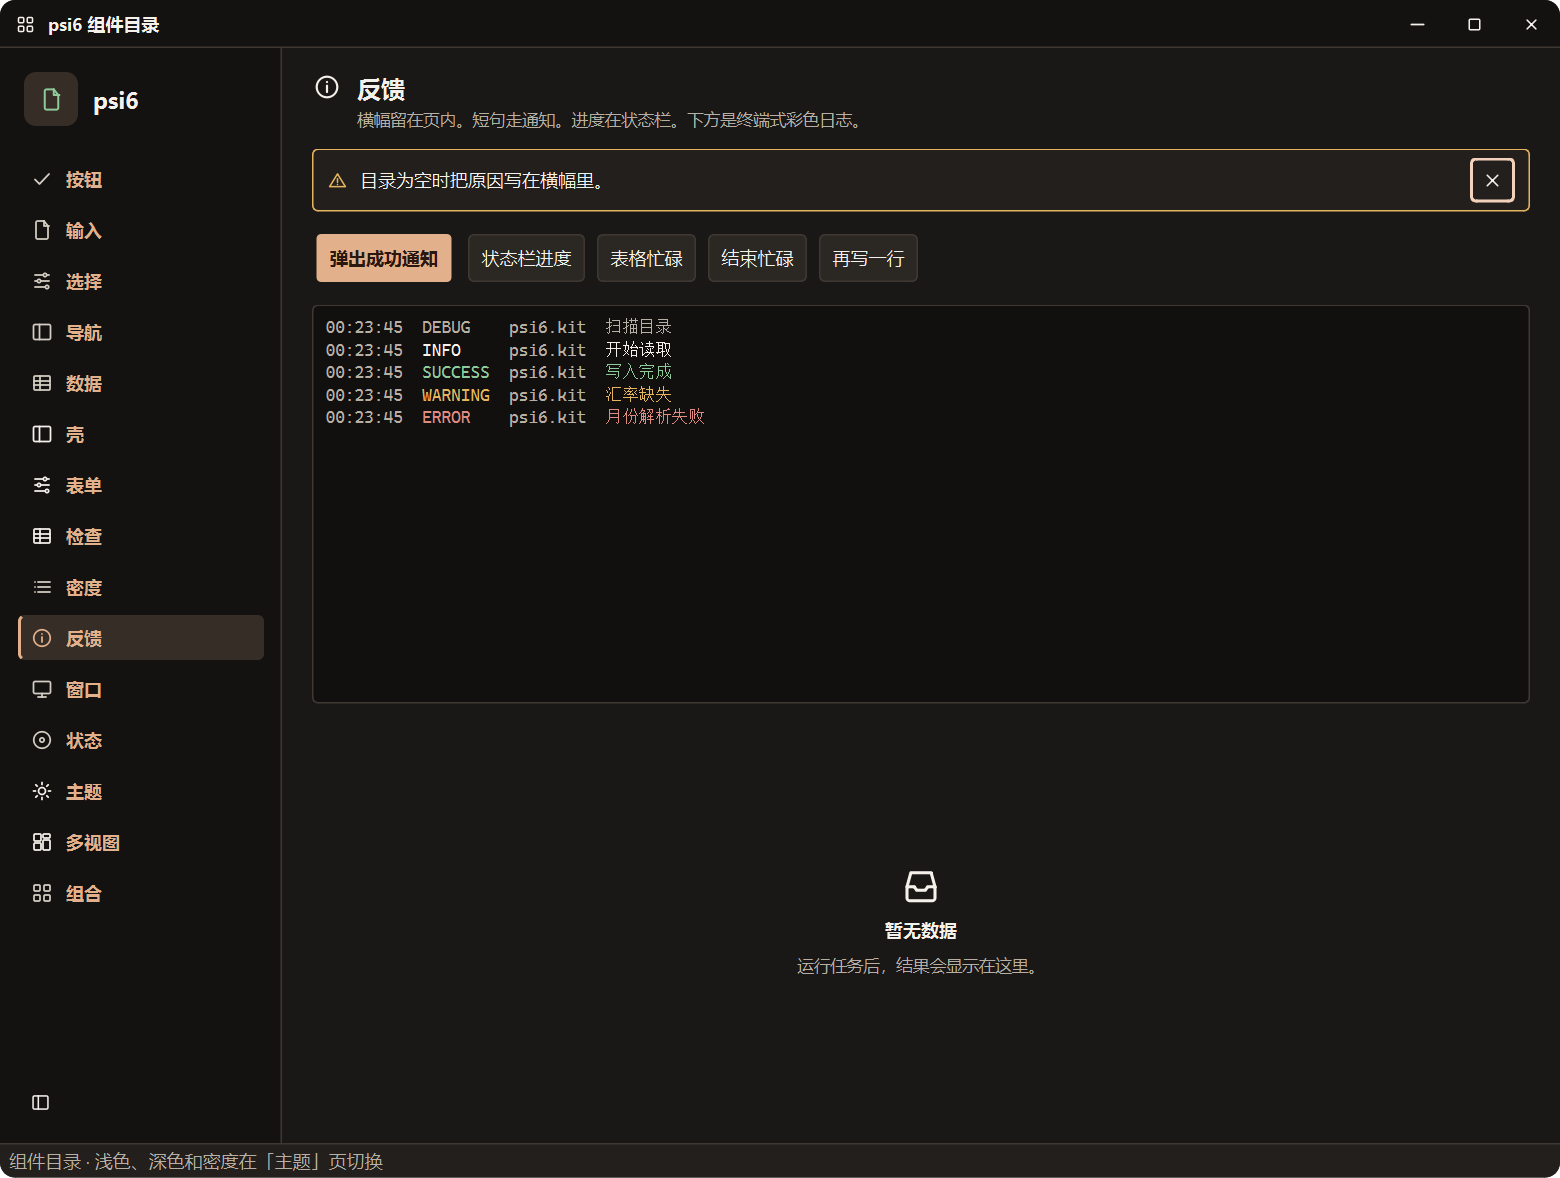 psi6 组件目录
psi6
按钮
输入
选择
导航
数据
壳
表单
检查
密度
反馈
窗口
状态
主题
多视图
组合
反馈
横幅留在页内。短句走通知。进度在状态栏。下方是终端式彩色日志。
目录为空时把原因写在横幅里。
弹出成功通知 状态栏进度 表格忙碌 结束忙碌 再写一行
00:23:45 DEBUG psi6.kit 扫描目录
00:23:45 INFO psi6.kit 开始读取
00:23:45 SUCCESS psi6.kit 写入完成
00:23:45 WARNING psi6.kit 汇率缺失
00:23:45 ERROR psi6.kit 月份解析失败
暂无数据
运行任务后，结果会显示在这里。
组件目录 · 浅色、深色和密度在「主题」页切换